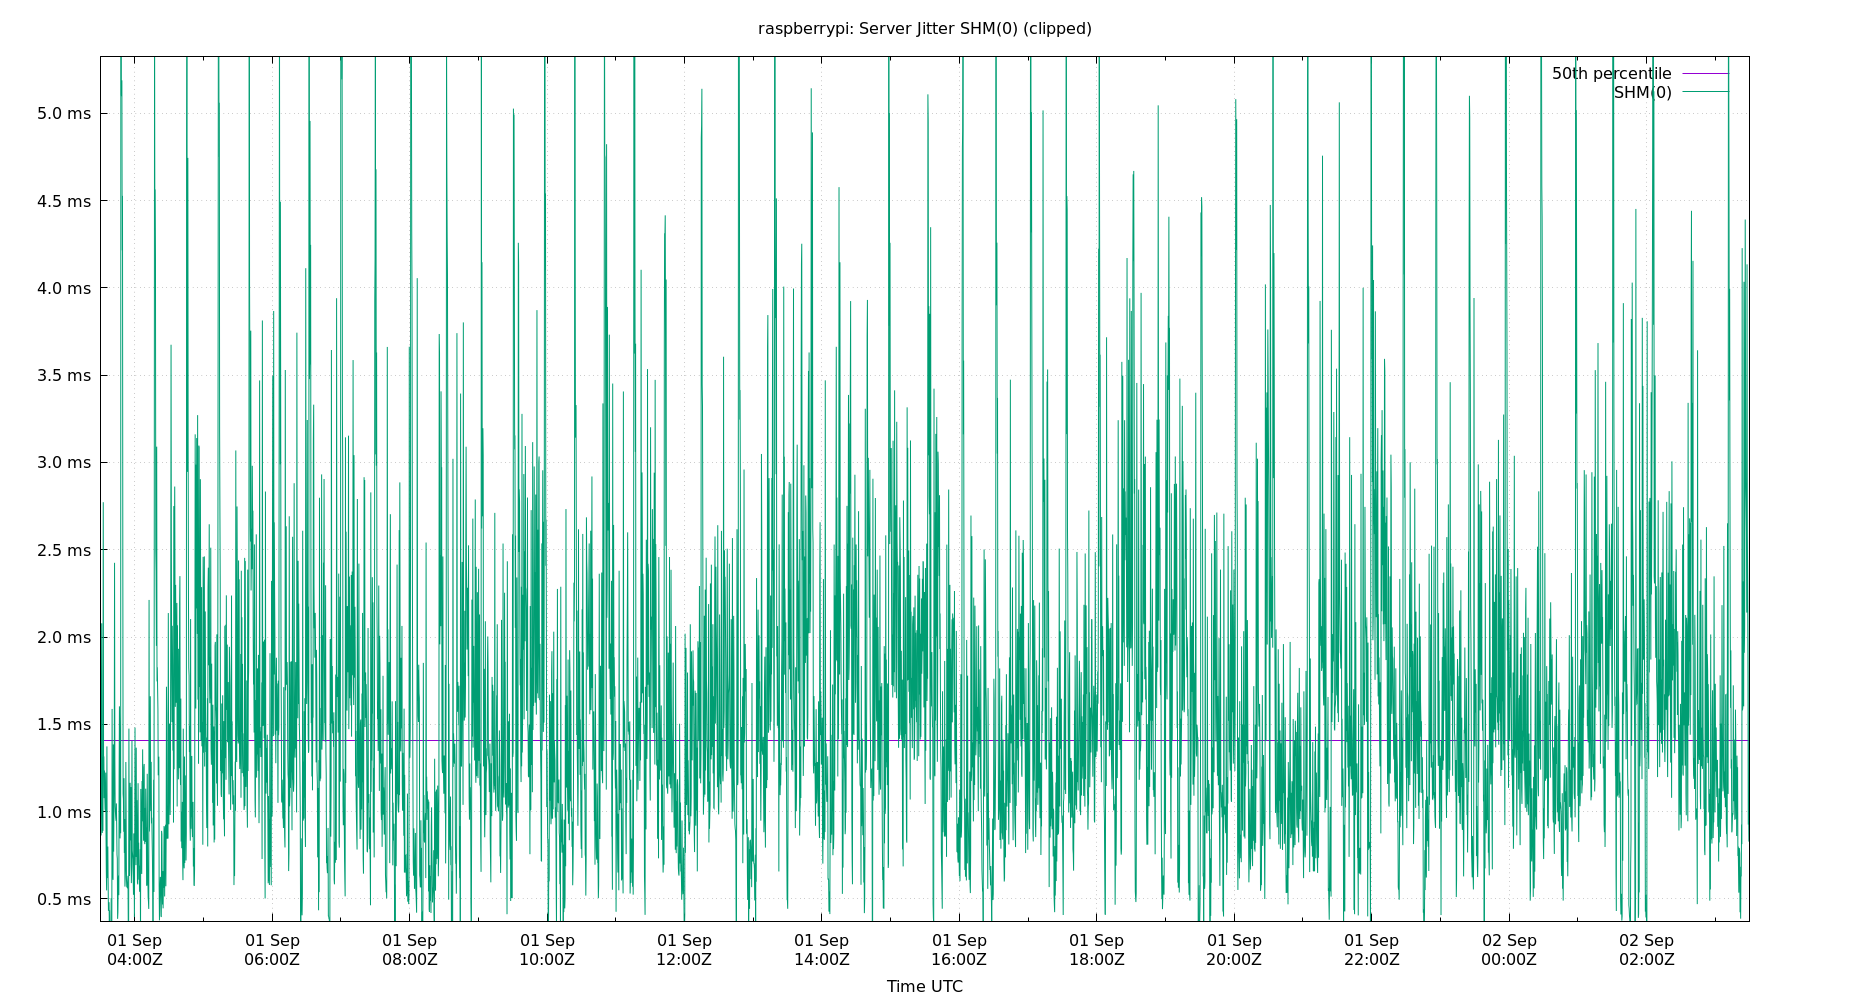 raspberrypi: Server Jitter SHM(0) (clipped)
50th percentile
SHM(0)
5.0 ms
4.5 ms
4.0 ms
3.5 ms
3.0 ms
2.5 ms
2.0 ms
1.5 ms
1.0 ms
0.5 ms
01 Sep 01 Sep 01 Sep 01 Sep 01 Sep 01 Sep 01 Sep 01 Sep 01 Sep 01 Sep 02 Sep 02 Sep
04:00Z 06:00Z 08:00Z 10:00Z 12:00Z 14:00Z 16:00Z 18:00Z 20:00Z 22:00Z 00:00Z 02:00Z
Time UTC